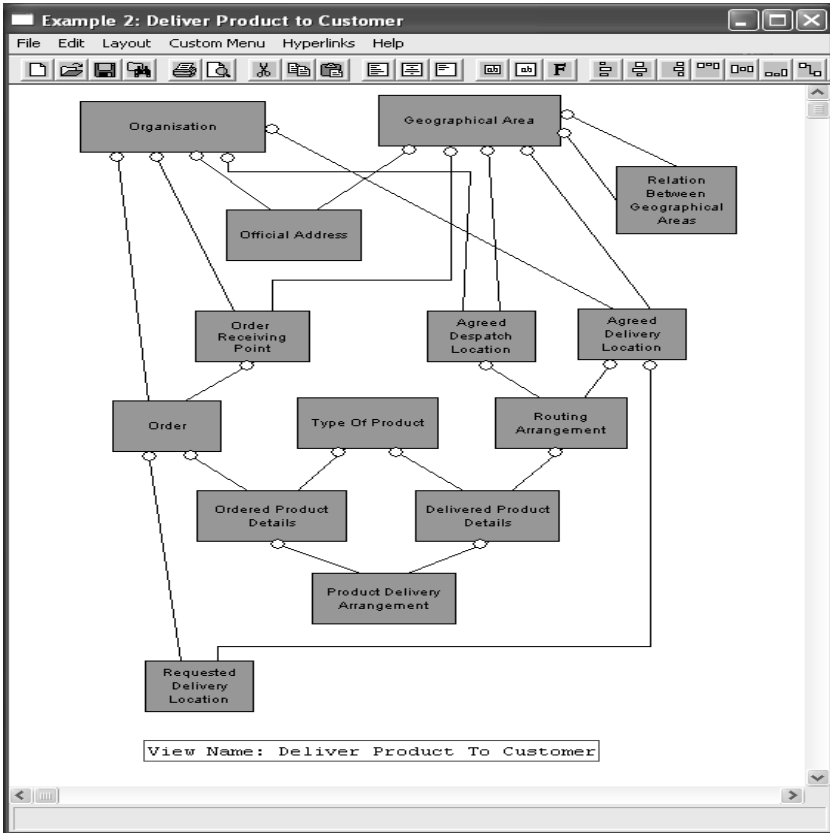 Example 2: Deliver Product to Customer
File Edit Layout Custom Menu Hyperlinks Help
ab ab F
Organisation
Geographical Area
Relation
Between
Geographical
Areas
Official Address
Order
Receiving
Point
Agreed
Despatch
Location
Agreed
Delivery
Location
Order
Type Of Product
Routing
Arrangement
Ordered Product
Details
Delivered Product
Details
Product Delivery
Arrangement
Requested
Delivery
Location
View Name: Deliver Product To Customer